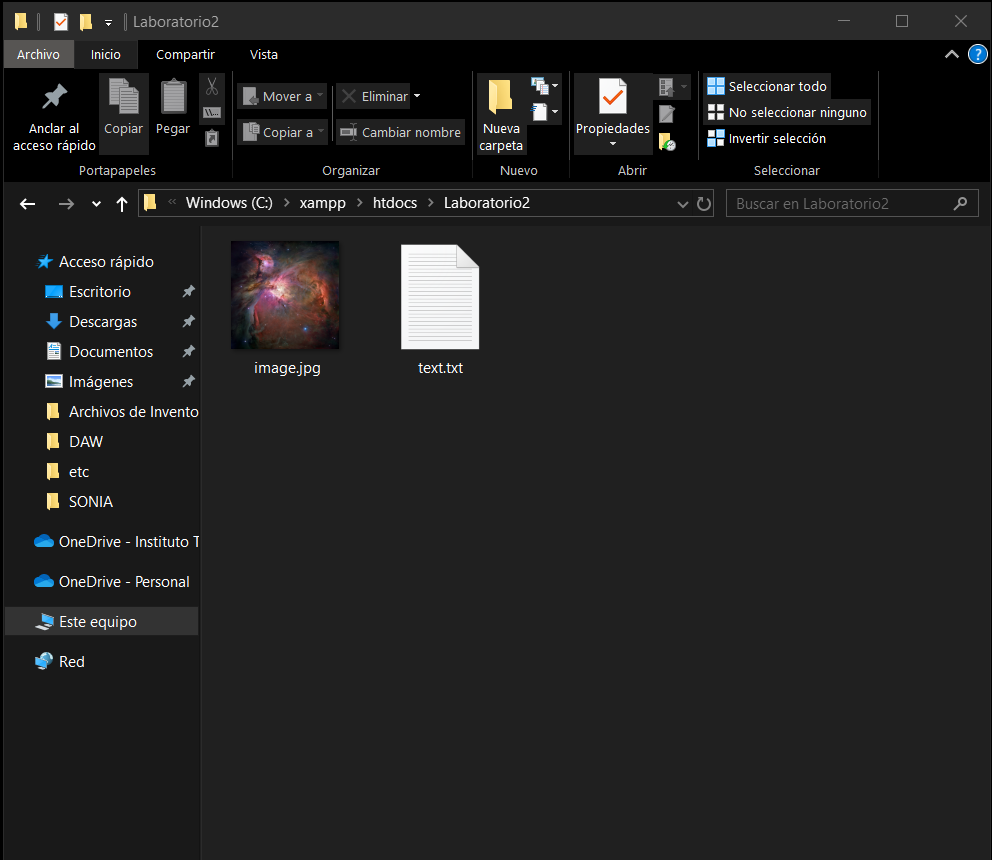 Laboratorio2
Archivo Inicio Compartir Vista
Anclar al
acceso rápido
Copiar
Pegar
Portapapeles
Mover a
Copiar a
Eliminar
Cambiar nombre
Organizar
Nueva
carpeta
Nuevo
Propiedades
Abrir
Seleccionar todo
No seleccionar ninguno
Invertir selección
Seleccionar
« Windows (C:) > xampp > htdocs > Laboratorio2
Buscar en Laboratorio2
Acceso rápido
Escritorio
Descargas
Documentos
Imágenes
Archivos de Invento
DAW
etc
SONIA
OneDrive - Instituto T
OneDrive - Personal
Este equipo
Red
image.jpg
text.txt